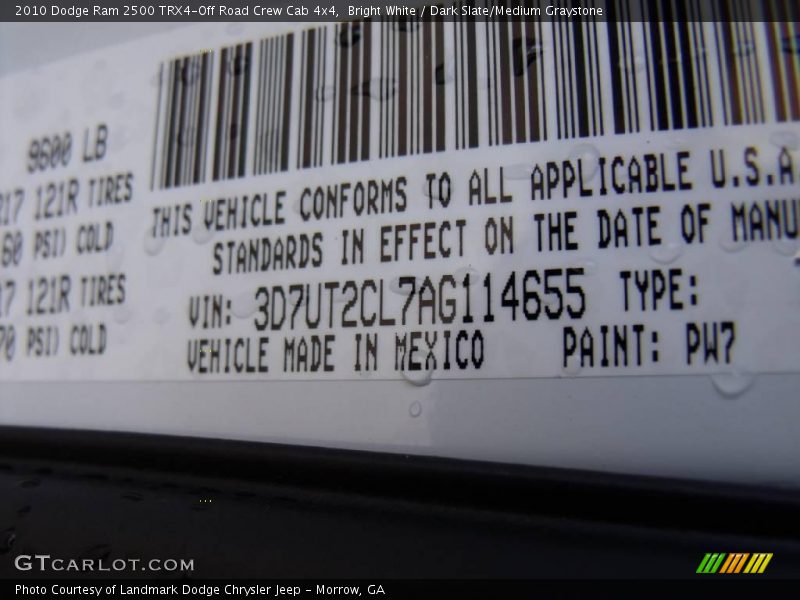 2010 Dodge Ram 2500 TRX4-Off Road Crew Cab 4x4, Bright White / Dark Slate/Medium Graystone
9600 LB
R17 121R TIRES
60 PSI) COLD
121R TIRES
70 PSI) COLD
THIS VEHICLE CONFORMS TO ALL APPLICABLE U.S.A
STANDARDS IN EFFECT ON THE DATE OF MANU
VIN: 3D7UT2CL7AG114655 TYPE:
VEHICLE MADE IN MEXICO PAINT: PW7
GTCARLOT.COM
Photo Courtesy of Landmark Dodge Chrysler Jeep - Morrow, GA